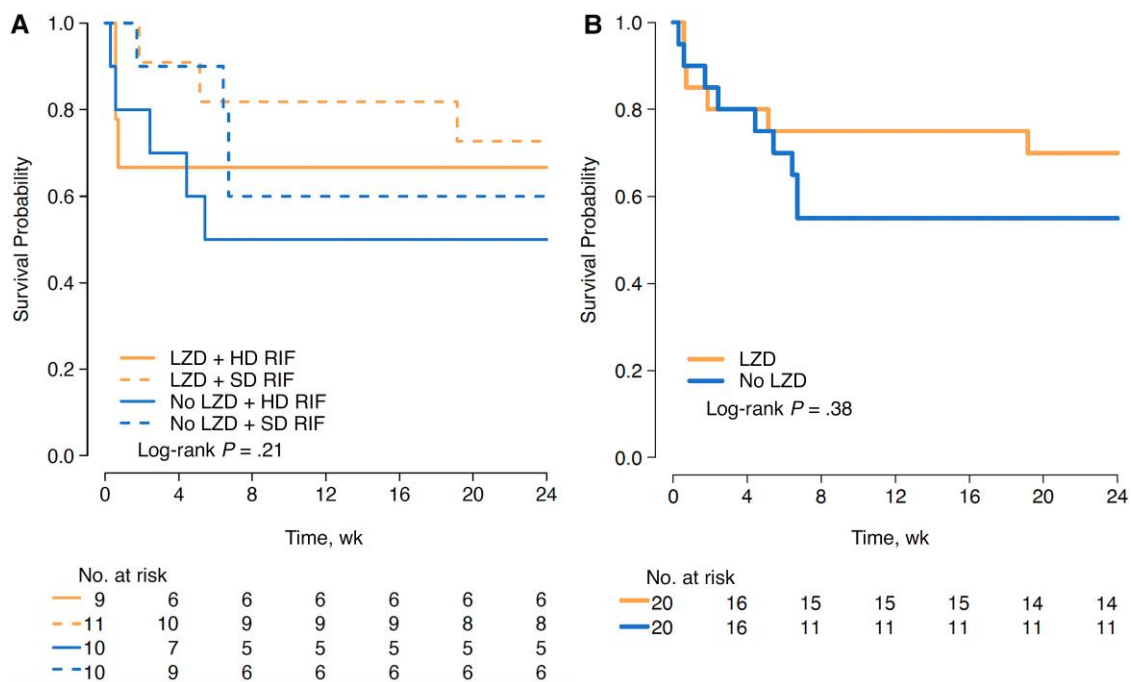 A
Survival Probability
1.0
0.8
0.6
0.4
0.2
0.0
LZD + HD RIF
LZD + SD RIF
No LZD + HD RIF
No LZD + SD RIF
Log-rank P = .21
0 4 8 12 16 20 24
Time, wk
No. at risk
9 6 6 6 6 6 6
11 10 9 9 9 8 8
10 7 5 5 5 5 5
10 9 6 6 6 6 6
B
Survival Probability
1.0
0.8
0.6
0.4
0.2
0.0
LZD
No LZD
Log-rank P = .38
0 4 8 12 16 20 24
Time, wk
No. at risk
20 16 15 15 15 14 14
20 16 11 11 11 11 11